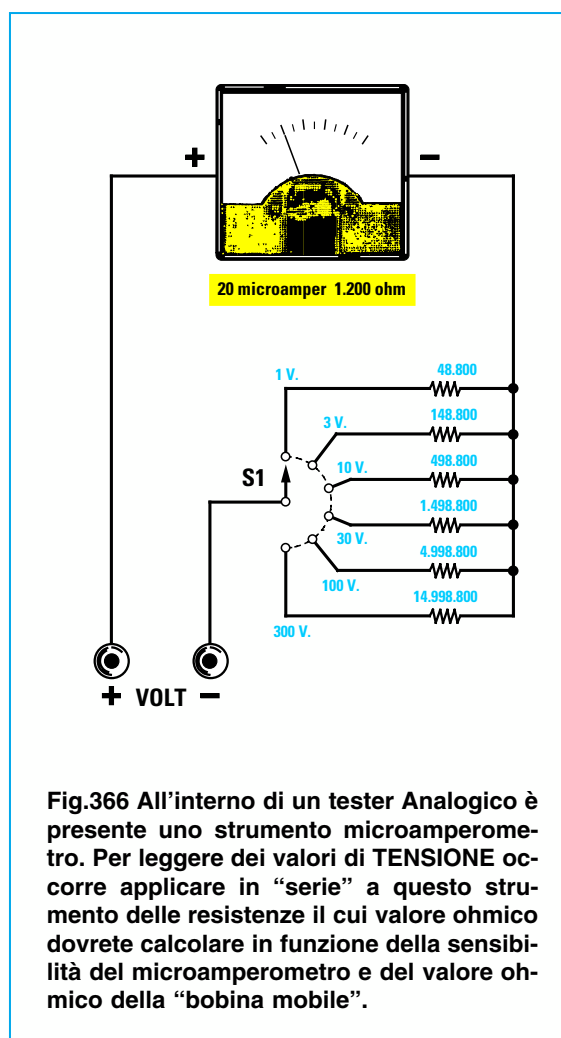 + −
20 microamper 1.200 ohm
1 V. 48.800
3 V. 148.800
S1 10 V. 498.800
30 V. 1.498.800
100 V. 4.998.800
300 V. 14.998.800
+ VOLT −
Fig.366 All’interno di un tester Analogico è
presente uno strumento microamperome-
tro. Per leggere dei valori di TENSIONE oc-
corre applicare in “serie” a questo stru-
mento delle resistenze il cui valore ohmico
dovrete calcolare in funzione della sensibi-
lità del microamperometro e del valore oh-
mico della “bobina mobile”.